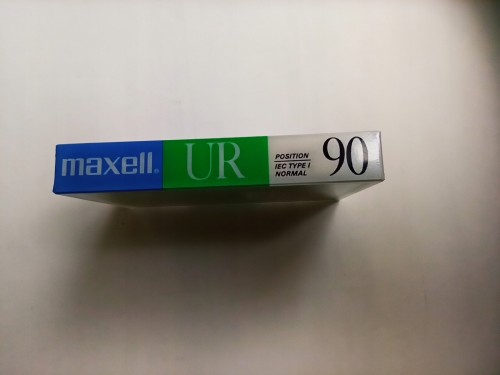 maxell®
UR
POSITION
IEC TYPE I
NORMAL
90